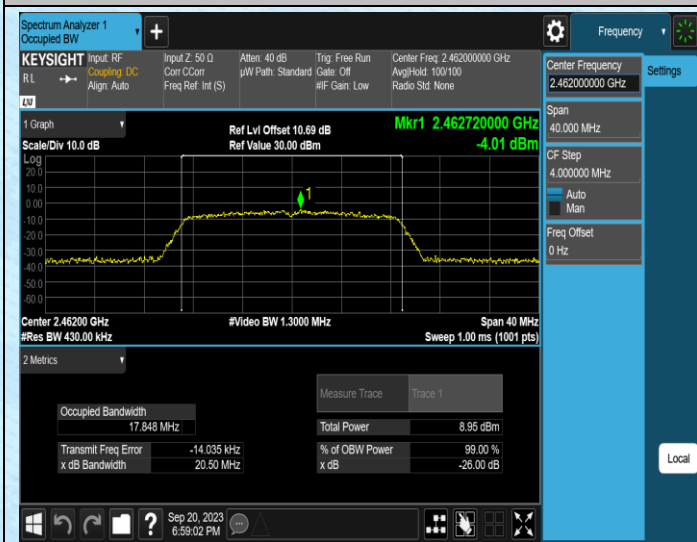 Spectrum Analyzer 1
Occupied BW
Frequency
KEYSIGHT
RL
LXI
Input: RF
Coupling: DC
Align: Auto
Input Z: 50 Ω
Corr CCorr
Freq Ref: Int (S)
Atten: 40 dB
µW Path: Standard
Trig: Free Run
Gate: Off
#IF Gain: Low
Center Freq: 2.462000000 GHz
Avg|Hold: 100/100
Radio Std: None
Center Frequency
2.462000000 GHz
Settings
Span
40.000 MHz
CF Step
4.000000 MHz
Auto
Man
Freq Offset
0 Hz
1 Graph
Scale/Div 10.0 dB
Ref Lvl Offset 10.69 dB
Ref Value 30.00 dBm
Mkr1 2.462720000 GHz
-4.01 dBm
Log
20.0
10.0
0.00
-10.0
-20.0
-30.0
-40.0
-50.0
-60.0
1
Center 2.46200 GHz
#Res BW 430.00 kHz
#Video BW 1.3000 MHz
Span 40 MHz
Sweep 1.00 ms (1001 pts)
2 Metrics
Measure Trace Trace 1
Occupied Bandwidth
17.848 MHz
Total Power 8.95 dBm
Transmit Freq Error -14.035 kHz
% of OBW Power 99.00 %
x dB Bandwidth 20.50 MHz
x dB -26.00 dB
Local
?
Sep 20, 2023
6:59:02 PM